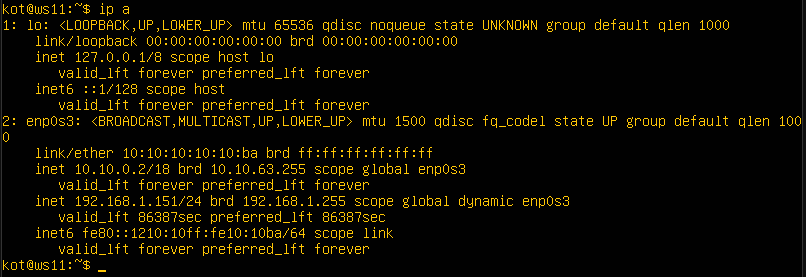 kot@ws11:~$ ip a
1: lo: <LOOPBACK,UP,LOWER_UP> mtu 65536 qdisc noqueue state UNKNOWN group default qlen 1000
    link/loopback 00:00:00:00:00:00 brd 00:00:00:00:00:00
    inet 127.0.0.1/8 scope host lo
       valid_lft forever preferred_lft forever
    inet6 ::1/128 scope host
       valid_lft forever preferred_lft forever
2: enp0s3: <BROADCAST,MULTICAST,UP,LOWER_UP> mtu 1500 qdisc fq_codel state UP group default qlen 100
0
    link/ether 10:10:10:10:10:ba brd ff:ff:ff:ff:ff:ff
    inet 10.10.0.2/18 brd 10.10.63.255 scope global enp0s3
       valid_lft forever preferred_lft forever
    inet 192.168.1.151/24 brd 192.168.1.255 scope global dynamic enp0s3
       valid_lft 86387sec preferred_lft 86387sec
    inet6 fe80::1210:10ff:fe10:10ba/64 scope link
       valid_lft forever preferred_lft forever
kot@ws11:~$ _